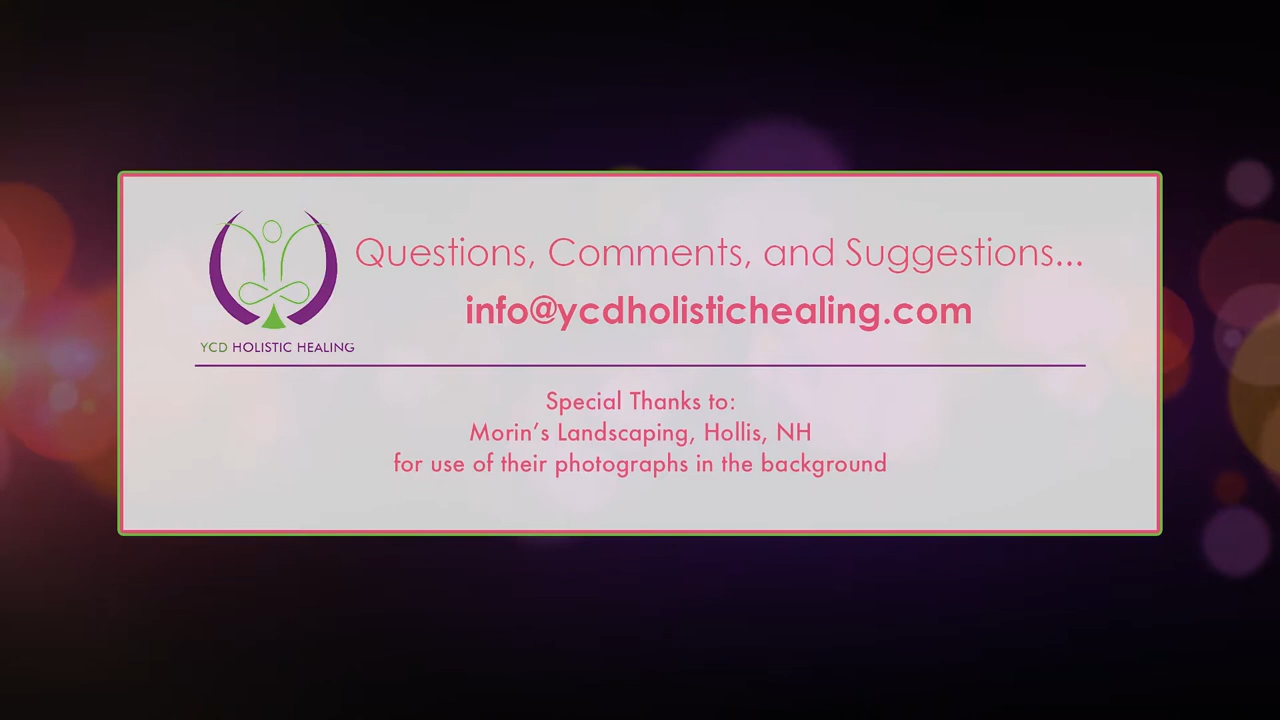 Questions, Comments, and Suggestions...
info@ycdholistichealing.com
YCD HOLISTIC HEALING
Special Thanks to:
Morin’s Landscaping, Hollis, NH
for use of their photographs in the background